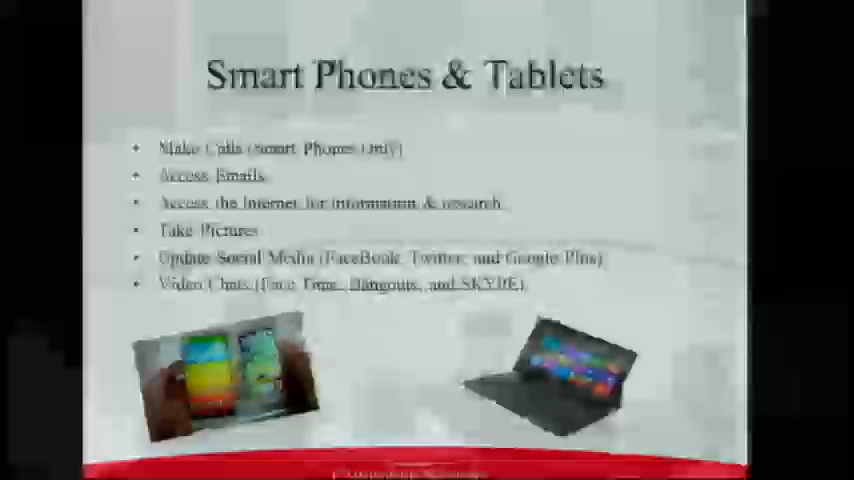 Smart Phones & Tablets
• Make Calls (Smart Phones Only)
• Access Emails
• Access the Internet for information & research
• Take Pictures
• Update Social Media (FaceBook, Twitter, and Google Plus)
• Video Chats (Face Time, Hangouts, and SKYPE)